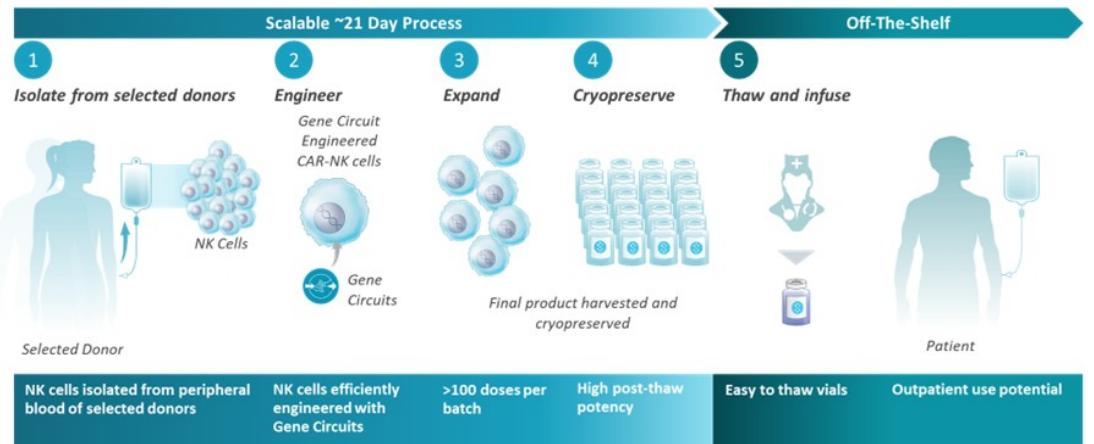 Scalable ~21 Day Process
Off-The-Shelf
1
2
3
4
5
Isolate from selected donors
Engineer
Expand
Cryopreserve
Thaw and infuse
Gene Circuit
Engineered
CAR-NK cells
NK Cells
Gene
Circuits
Final product harvested and
cryopreserved
Selected Donor
Patient
NK cells isolated from peripheral
blood of selected donors
NK cells efficiently
engineered with
Gene Circuits
>100 doses per
batch
High post-thaw
potency
Easy to thaw vials
Outpatient use potential